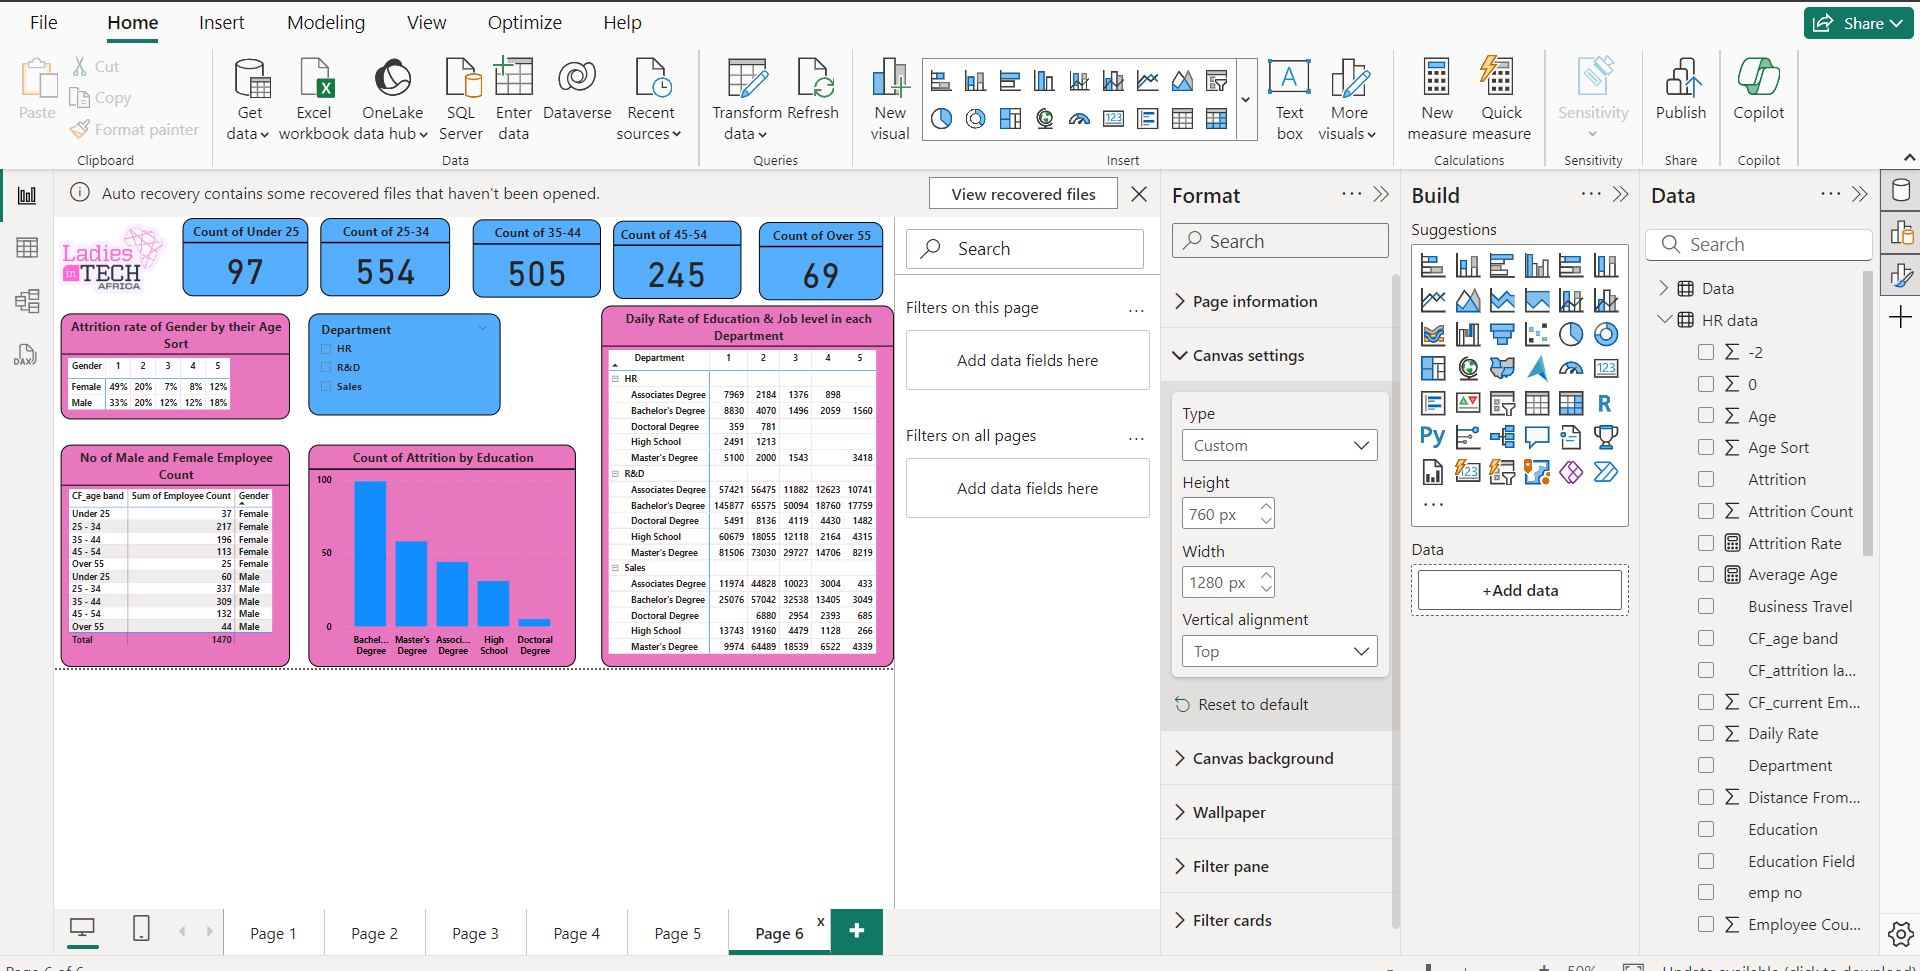 File Home Insert Modeling View Optimize Help Share
Paste
Cut
Copy
Format painter
Clipboard
Get data
Excel workbook
OneLake data hub
SQL Server
Enter data
Dataverse
Recent sources
Data
Transform data
Refresh
Queries
New visual
Text box
More visuals
Insert
New measure
Quick measure
Calculations
Sensitivity
Sensitivity
Publish
Share
Copilot
Copilot
Auto recovery contains some recovered files that haven't been opened.
View recovered files
Ladies
in TECH
AFRICA
Count of Under 25
97
Count of 25-34
554
Count of 35-44
505
Count of 45-54
245
Count of Over 55
69
Attrition rate of Gender by their Age
Sort
Gender 1 2 3 4 5
Female 49% 20% 7% 8% 12%
Male 33% 20% 12% 12% 18%
Department
HR
R&D
Sales
No of Male and Female Employee
Count
CF_age band Sum of Employee Count Gender
Under 25 37 Female
25 - 34 217 Female
35 - 44 196 Female
45 - 54 113 Female
Over 55 25 Female
Under 25 60 Male
25 - 34 337 Male
35 - 44 309 Male
45 - 54 132 Male
Over 55 44 Male
Total 1470
Count of Attrition by Education
100
50
0
Bachel... Degree
Master's Degree
Associ... Degree
High School
Doctoral Degree
Daily Rate of Education & Job level in each
Department
Department 1 2 3 4 5
HR
Associates Degree 7969 2184 1376 898
Bachelor's Degree 8830 4070 1496 2059 1560
Doctoral Degree 359 781
High School 2491 1213
Master's Degree 5100 2000 1543 3418
R&D
Associates Degree 57421 56475 11882 12623 10741
Bachelor's Degree 145877 65575 50094 18760 17759
Doctoral Degree 5491 8136 4119 4430 1482
High School 60679 18055 12118 2164 4315
Master's Degree 81506 73030 29727 14706 8219
Sales
Associates Degree 11974 44828 10023 3004 433
Bachelor's Degree 25076 57042 32538 13405 3049
Doctoral Degree 6880 2954 2393 685
High School 13743 19160 4479 1128 266
Master's Degree 9974 64489 18539 6522 4339
Search
Filters on this page ...
Add data fields here
Filters on all pages ...
Add data fields here
Format ...
Search
Page information
Canvas settings
Type
Custom
Height
760 px
Width
1280 px
Vertical alignment
Top
Reset to default
Canvas background
Wallpaper
Filter pane
Filter cards
Build ...
Suggestions
123
R
Py
123
...
Data
+Add data
Data ...
Search
Data
HR data
-2
0
Age
Age Sort
Attrition
Attrition Count
Attrition Rate
Average Age
Business Travel
CF_age band
CF_attrition la...
CF_current Em...
Daily Rate
Department
Distance From...
Education
Education Field
emp no
Employee Cou...
DAX
Page 1 Page 2 Page 3 Page 4 Page 5 Page 6 x +
Page 6 of 6
50%
Update available (click to download)